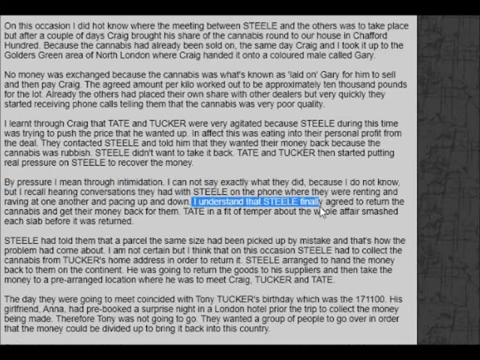 On this occasion I did hot know where the meeting between STEELE and the others was to take place
but after a couple of days Craig brought his share of the cannabis round to our house in Chafford
Hundred. Because the cannabis had already been sold on, the same day Craig and I took it up to the
Golders Green area of North London where Craig handed it onto a coloured male called Gary.
No money was exchanged because the cannabis was what's known as 'laid on' Gary for him to sell
and then pay Craig. The agreed amount per kilo worked out to be approximately ten thousand pounds
for the lot. Already the others had placed their own share with other dealers but very quickly they
started receiving phone calls telling them that the cannabis was very poor quality.
I learnt through Craig that TATE and TUCKER were very agitated because STEELE during this time
was trying to push the price that he wanted up. In affect this was eating into their personal profit from
the deal. They contacted STEELE and told him that they wanted their money back because the
cannabis was rubbish. STEELE didn't want to take it back. TATE and TUCKER then started putting
real pressure on STEELE to recover the money.
By pressure I mean through intimidation. I can not say exactly what they did, because I do not know,
but I recall hearing conversations they had with STEELE on the phone where they were renting and
raving at one another and pacing up and down. I understand that STEELE finally agreed to return the
cannabis and get their money back for them. TATE in a fit of temper about the whole affair smashed
each slab before it was returned.
STEELE had told them that a parcel the same size had been picked up by mistake and that's how the
problem had come about. I am not certain but I think that on this occasion STEELE had to collect the
cannabis from TUCKER's home address in order to return it. STEELE arranged to hand the money
back to them on the continent. He was going to return the goods to his suppliers and then take the
money to a pre-arranged location where he was to meet Craig, TUCKER and TATE.
The day they were going to meet coincided with Tony TUCKER's birthday which was the 171100. His
girlfriend, Anna, had pre-booked a surprise night in a London hotel prior the trip to collect the money
being made. Therefore Tony was not going to go. They wanted a group of people to go over in order
that the money could be divided up to bring it back into this country.